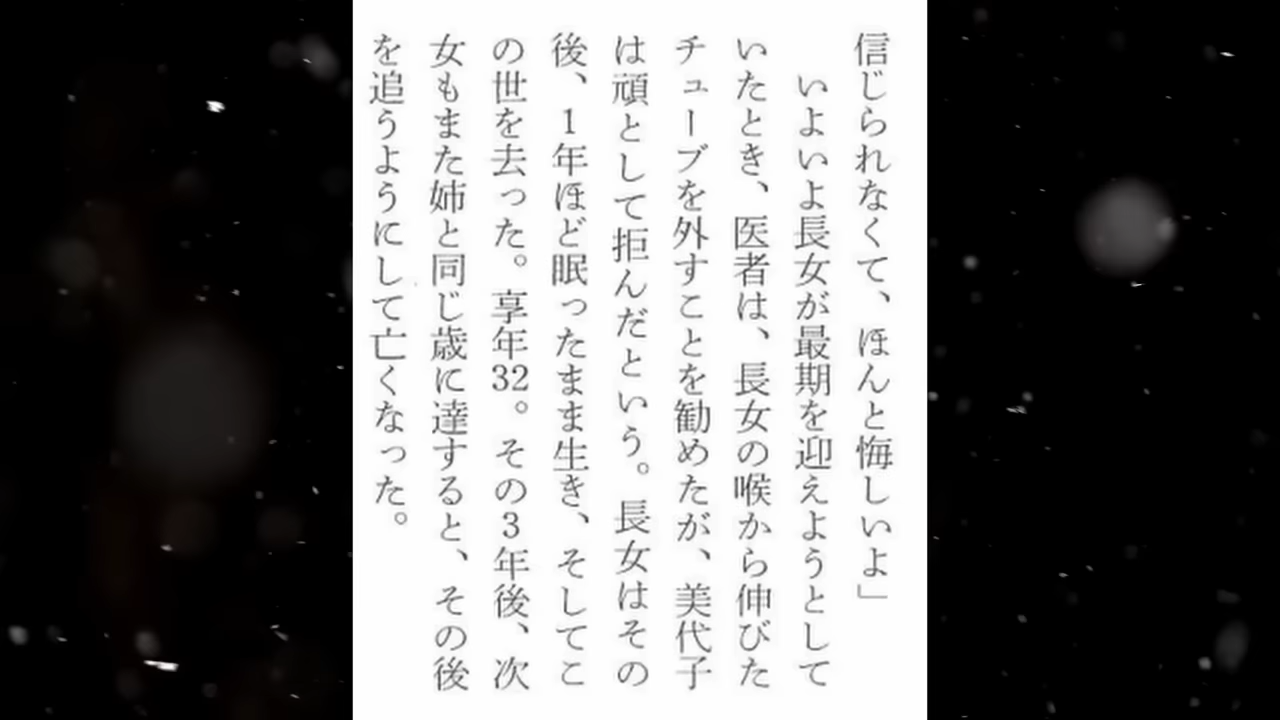 信じられなくて、ほんと悔しいよ」
いよいよ長女が最期を迎えようとして
いたとき、医者は、長女の喉から伸びた
チューブを外すことを勧めたが、美代子
は頑として拒んだという。長女はその
後、1年ほど眠ったまま生き、そしてこ
の世を去った。享年32。その3年後、次
女もまた姉と同じ歳に達すると、その後
を追うようにして亡くなった。